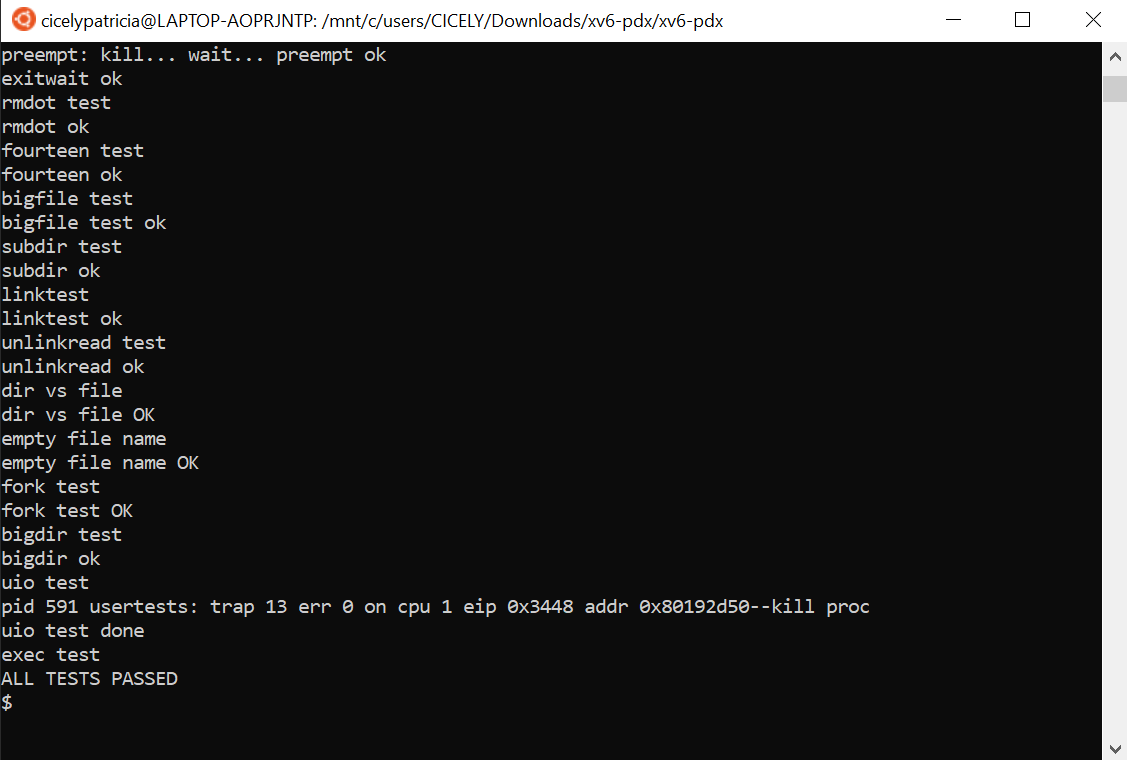 cicelypatricia@LAPTOP-AOPRJNTP: /mnt/c/users/CICELY/Downloads/xv6-pdx/xv6-pdx
preempt: kill... wait... preempt ok
exitwait ok
rmdot test
rmdot ok
fourteen test
fourteen ok
bigfile test
bigfile test ok
subdir test
subdir ok
linktest
linktest ok
unlinkread test
unlinkread ok
dir vs file
dir vs file OK
empty file name
empty file name OK
fork test
fork test OK
bigdir test
bigdir ok
uio test
pid 591 usertests: trap 13 err 0 on cpu 1 eip 0x3448 addr 0x80192d50--kill proc
uio test done
exec test
ALL TESTS PASSED
$